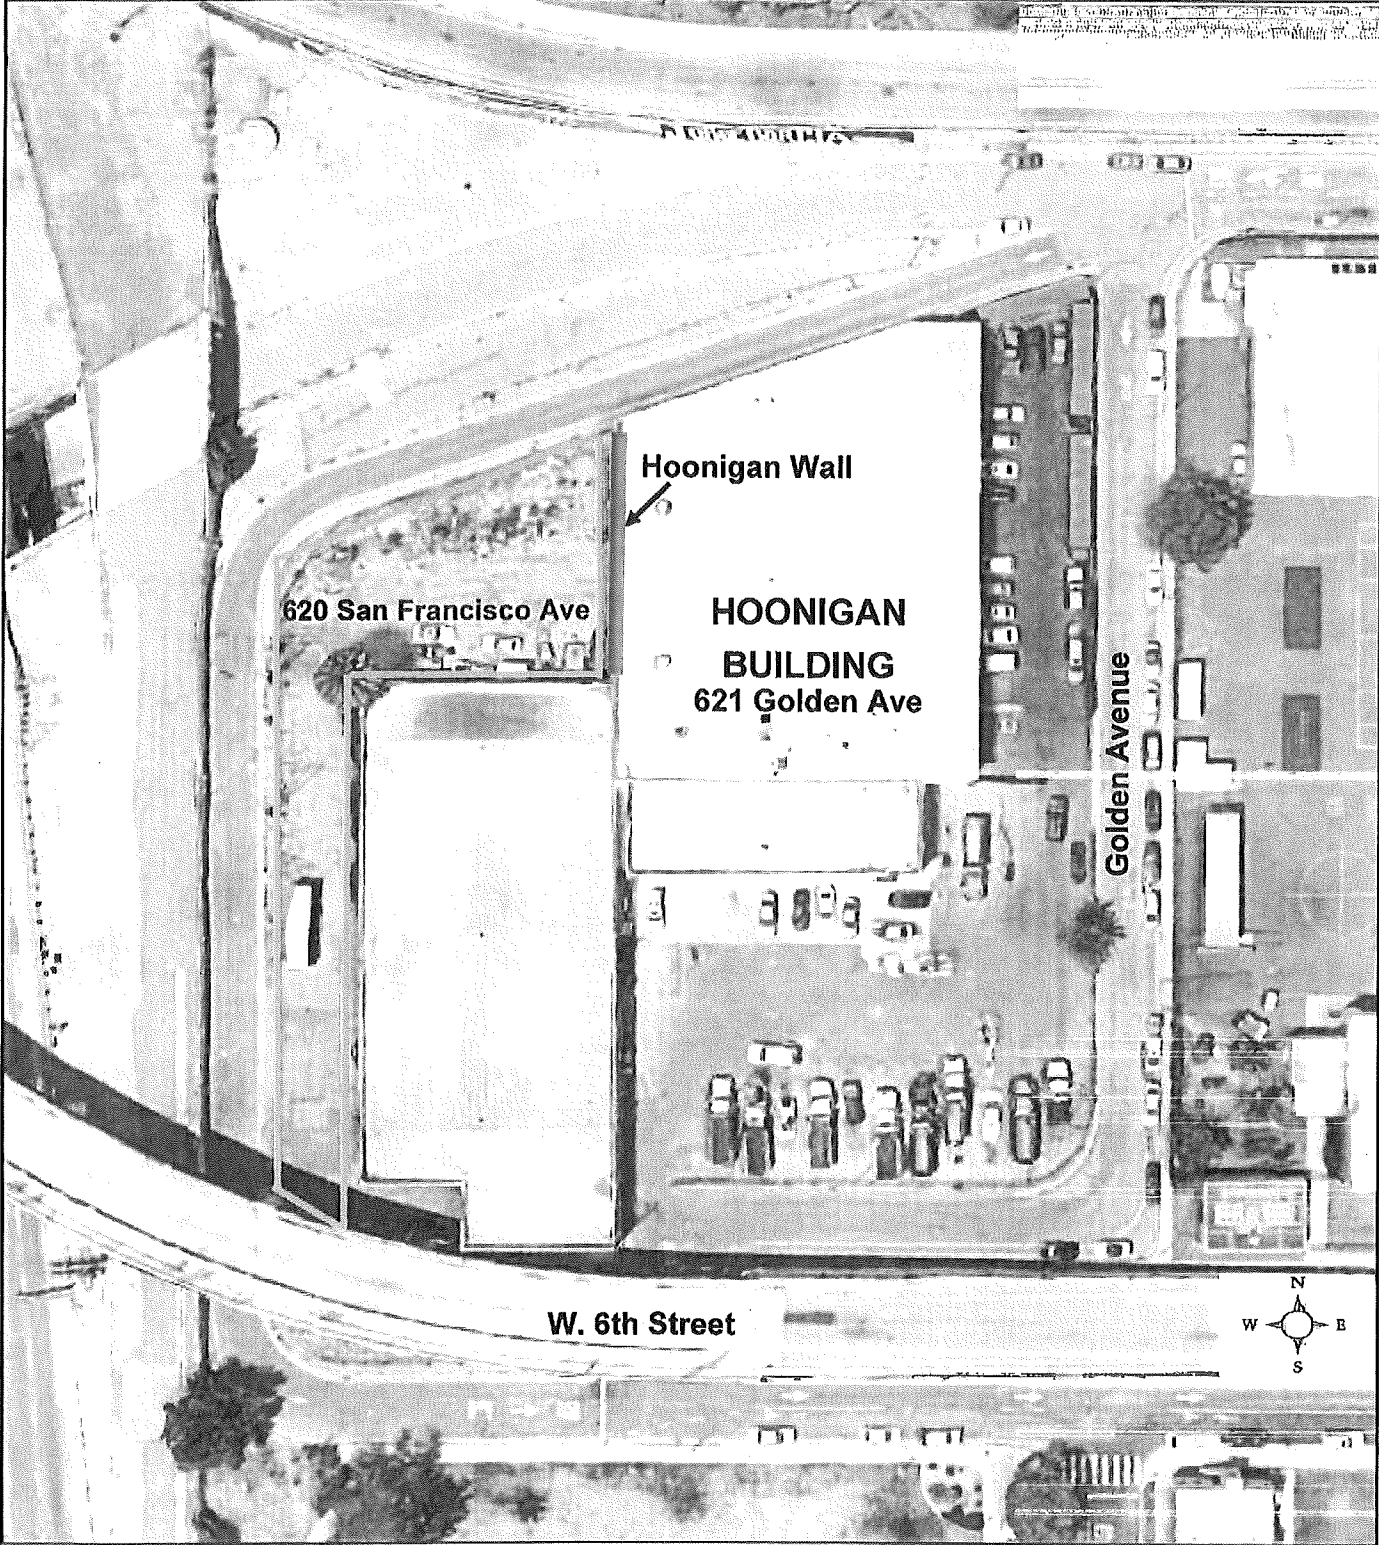 Hoonigan Wall
620 San Francisco Ave
HOONIGAN
BUILDING
621 Golden Ave
Golden Avenue
N
W E
S
W. 6th Street